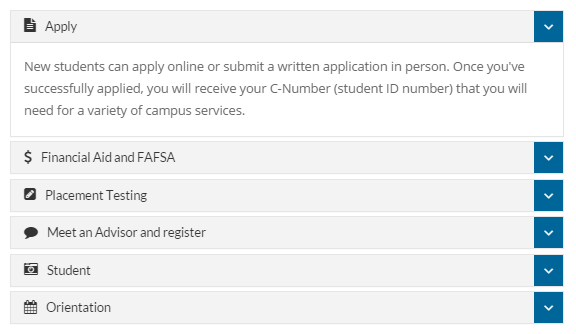 Apply
New students can apply online or submit a written application in person. Once you've
successfully applied, you will receive your C-Number (student ID number) that you will
need for a variety of campus services.
Financial Aid and FAFSA
Placement Testing
Meet an Advisor and register
Student
Orientation